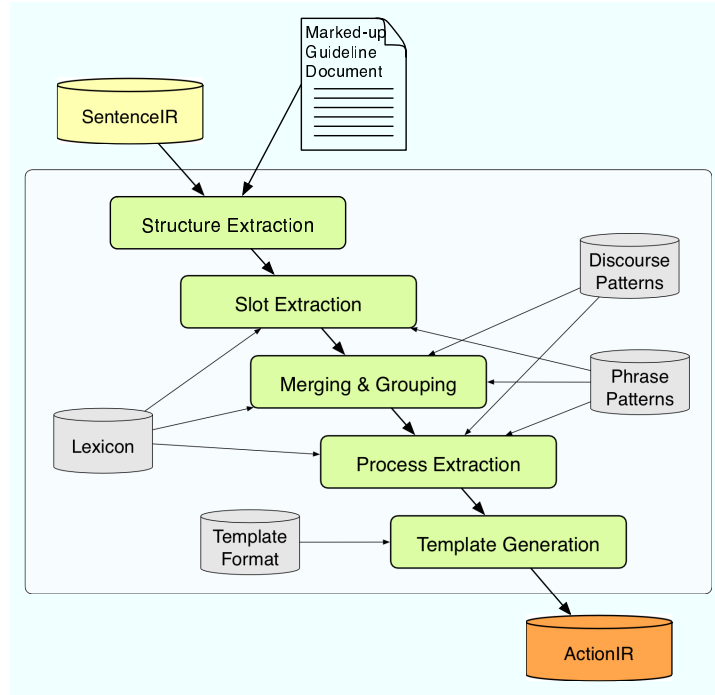 Marked-up
Guideline
Document
SentenceIR
Structure Extraction
Discourse
Patterns
Slot Extraction
Merging & Grouping
Phrase
Patterns
Lexicon
Process Extraction
Template
Format
Template Generation
ActionIR